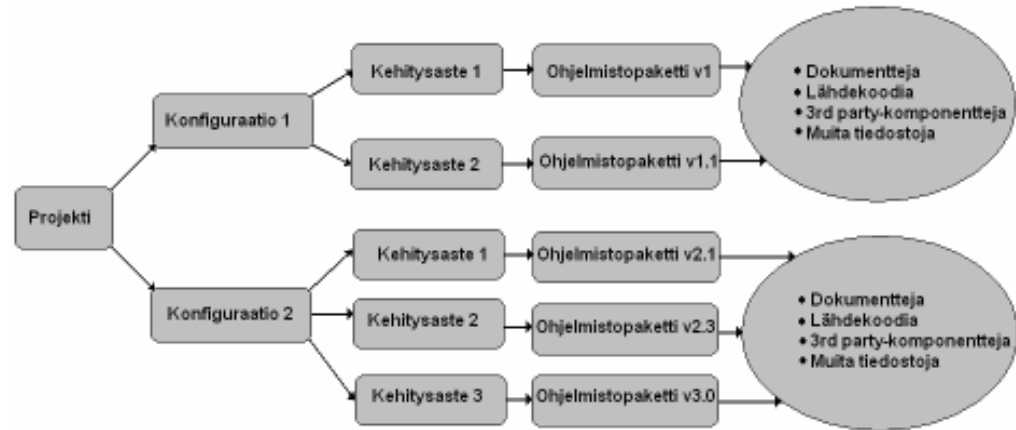 Projekti
Konfiguraatio 1
Kehitysaste 1
Ohjelmistopaketti v1
Kehitysaste 2
Ohjelmistopaketti v1.1
• Dokumentteja
• Lähdekoodia
• 3rd party-komponentteja
• Muita tiedostoja
Konfiguraatio 2
Kehitysaste 1
Ohjelmistopaketti v2.1
Kehitysaste 2
Ohjelmistopaketti v2.3
Kehitysaste 3
Ohjelmistopaketti v3.0
• Dokumentteja
• Lähdekoodia
• 3rd party-komponentteja
• Muita tiedostoja